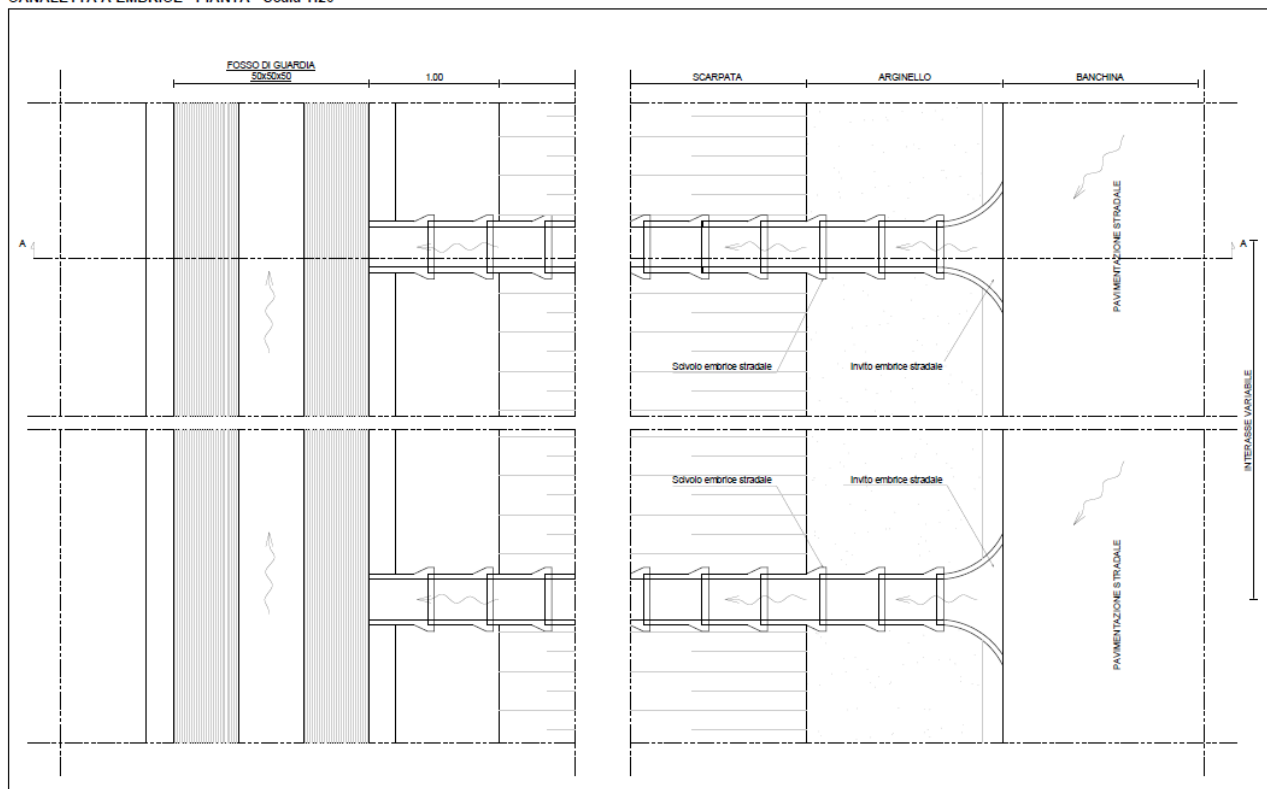 CANALETTA A EMBRICE - PIANTA - Scala 1:20
FOSSO DI GUARDIA
50x50x50
1.00
SCARPATA
ARGINELLO
BANCHINA
PAVIMENTAZIONE STRADALE
A
A
Scivolo embrice stradale
Invito embrice stradale
INTERASSE VARIABILE
Scivolo embrice stradale
Invito embrice stradale
PAVIMENTAZIONE STRADALE